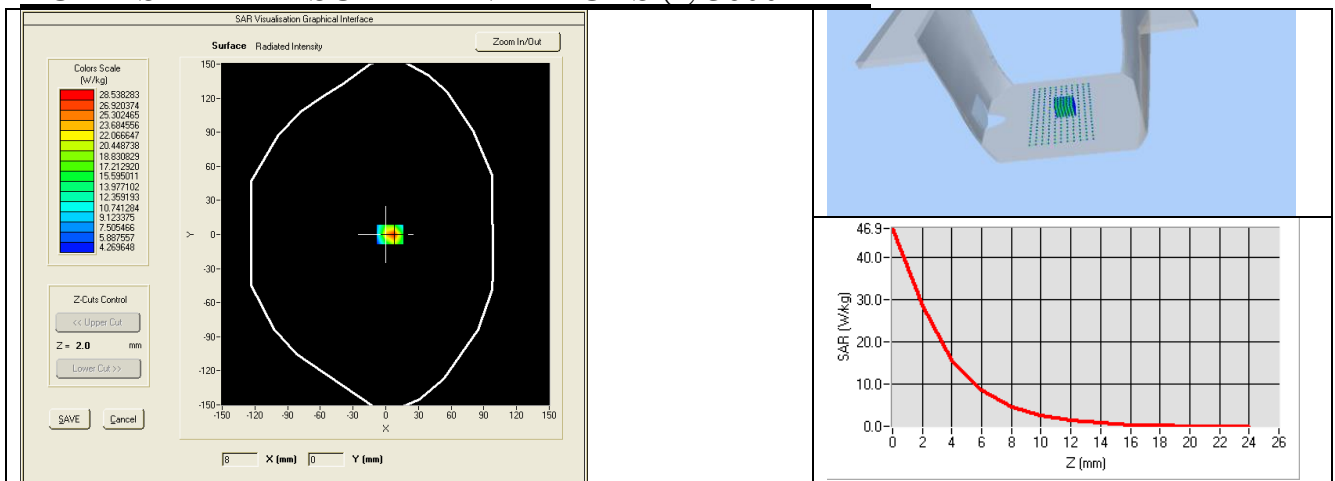 SAR Visualisation Graphical Interface
Surface Radiated Intensity
Zoom In/Out
Colors Scale
(W/kg)
28.538283
26.920374
25.302465
23.684556
22.066647
20.448738
18.830829
17.212920
15.595011
13.977102
12.359193
10.741284
9.123375
7.505466
5.887557
4.269648
Z-Cuts Control
<< Upper Cut
Z = 2.0 mm
Lower Cut >>
SAVE Cancel
150-
120-
90-
60-
30-
Y 0-
-30-
-60-
-90-
-120-
-150-
-150 -120 -90 -60 -30 0 30 60 90 120 150
X
8 X (mm) 0 Y (mm)
46.9-
40.0-
30.0-
20.0-
10.0-
0.0-
SAR (W/kg)
0 2 4 6 8 10 12 14 16 18 20 22 24 26
Z (mm)